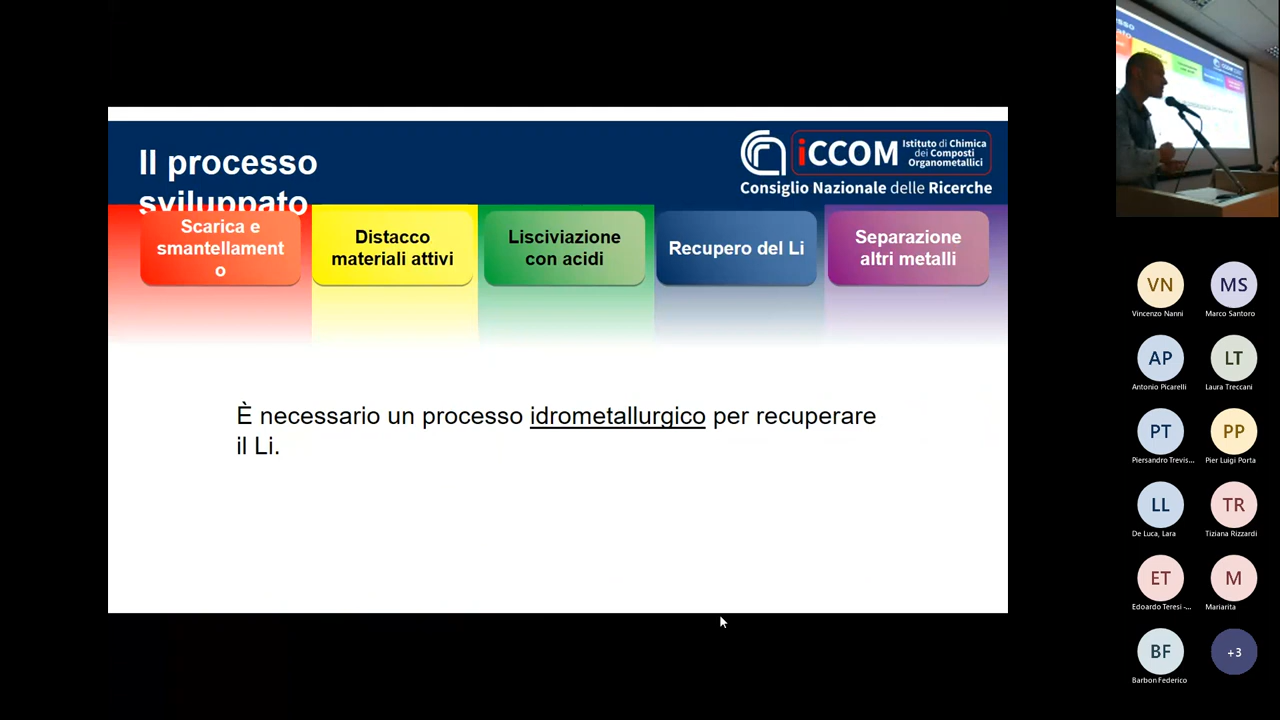 Il processo
sviluppato
iCCOM
Istituto di Chimica
dei Composti
Organometallici
Consiglio Nazionale delle Ricerche
Scarica e
smantellament
o
Distacco
materiali attivi
Lisciviazione
con acidi
Recupero del Li
Separazione
altri metalli
È necessario un processo idrometallurgico per recuperare
il Li.
VN
Vincenzo Nanni
MS
Marco Santoro
AP
Antonio Picarelli
LT
Laura Treccani
PT
Piersandro Trevis...
PP
Pier Luigi Porta
LL
De Luca, Lara
TR
Tiziana Rizzardi
ET
Edoardo Teresi -...
M
Mariarita
BF
Barbon Federico
+3